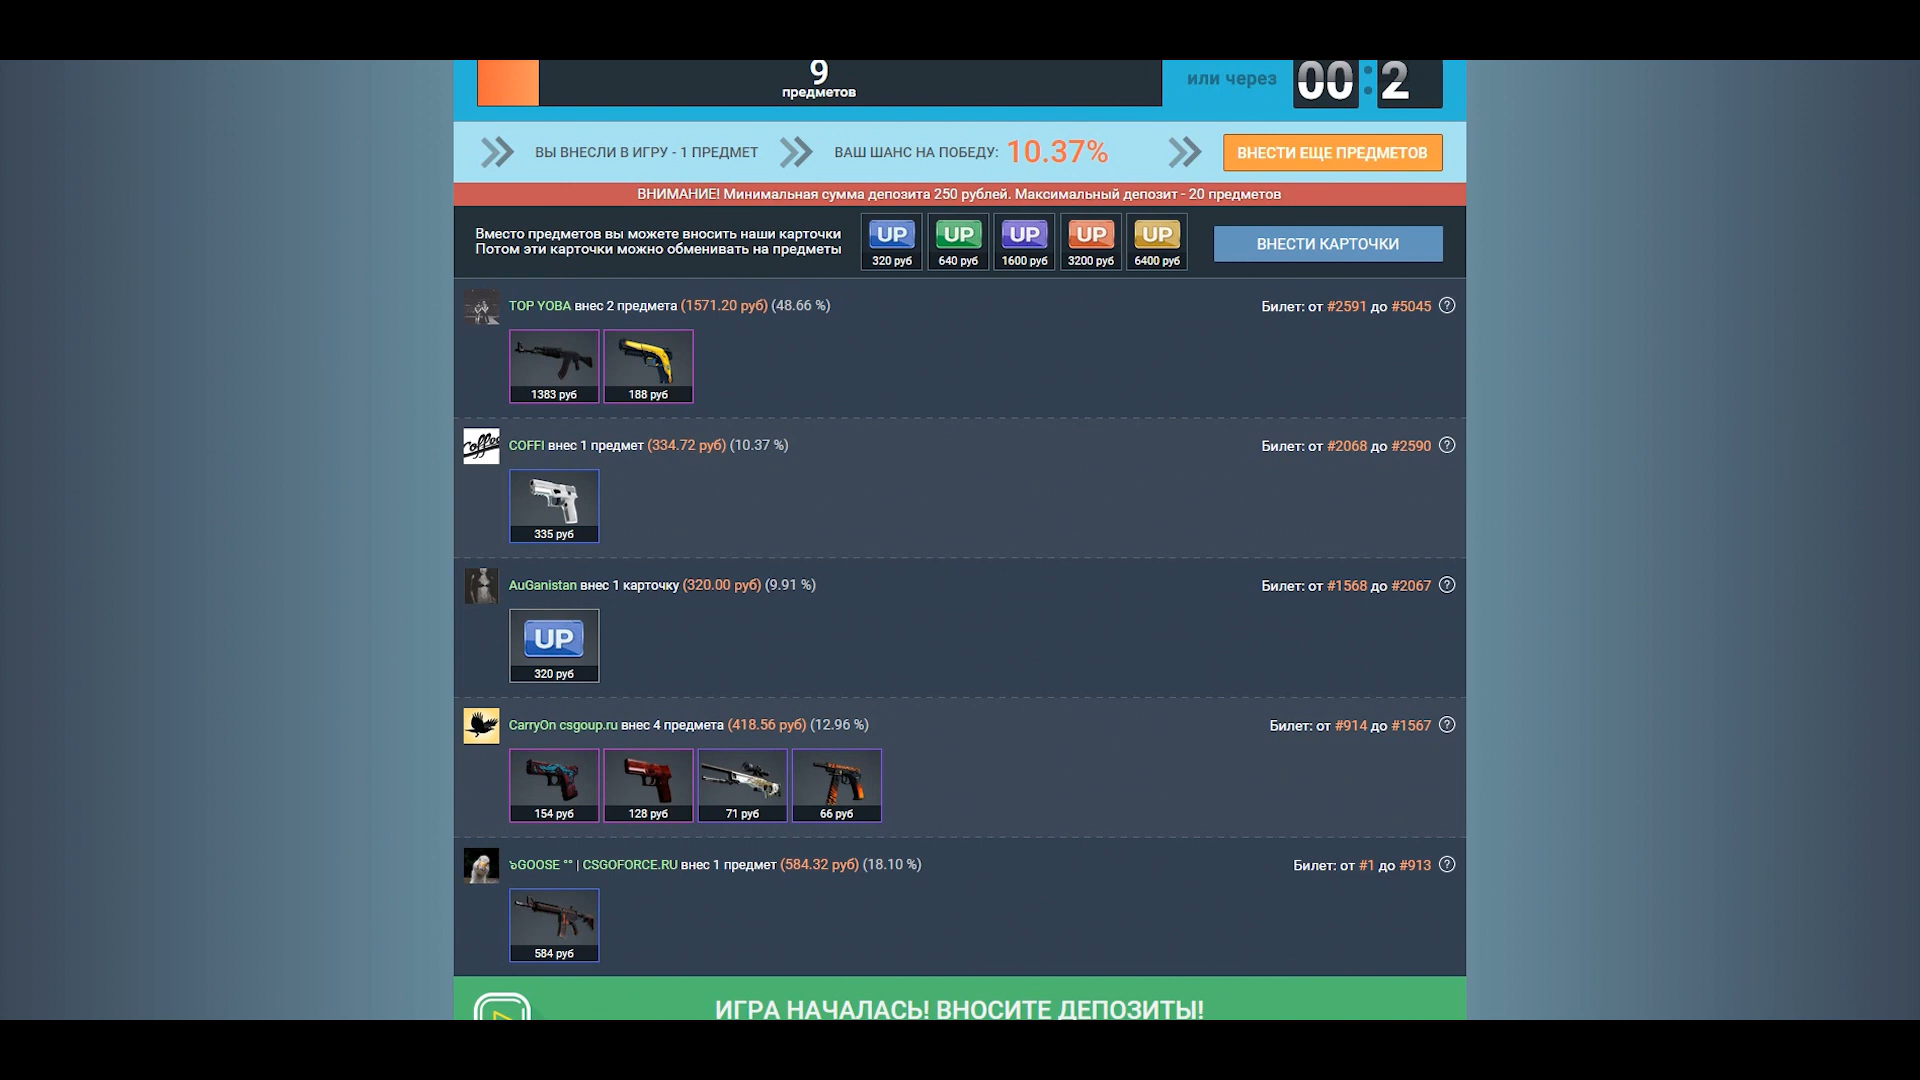 9
предметов
или через
00:2
ВЫ ВНЕСЛИ В ИГРУ - 1 ПРЕДМЕТ
ВАШ ШАНС НА ПОБЕДУ: 10.37%
ВНЕСТИ ЕЩЕ ПРЕДМЕТОВ
ВНИМАНИЕ! Минимальная сумма депозита 250 рублей. Максимальный депозит - 20 предметов
Вместо предметов вы можете вносить наши карточки
Потом эти карточки можно обменивать на предметы
UP UP UP UP UP
320 руб 640 руб 1600 руб 3200 руб 6400 руб
ВНЕСТИ КАРТОЧКИ
TOP YOBA внес 2 предмета (1571.20 руб) (48.66 %)
Билет: от #2591 до #5045 ?
1383 руб 188 руб
Coffee
COFFI внес 1 предмет (334.72 руб) (10.37 %)
Билет: от #2068 до #2590 ?
335 руб
AuGanistan внес 1 карточку (320.00 руб) (9.91 %)
Билет: от #1568 до #2067 ?
UP
320 руб
CarryOn csgoup.ru внес 4 предмета (418.56 руб) (12.96 %)
Билет: от #914 до #1567 ?
154 руб 128 руб 71 руб 66 руб
ъGOOSE °° | CSGOFORCE.RU внес 1 предмет (584.32 руб) (18.10 %)
Билет: от #1 до #913 ?
584 руб
ИГРА НАЧАЛАСЬ! ВНОСИТЕ ДЕПОЗИТЫ!